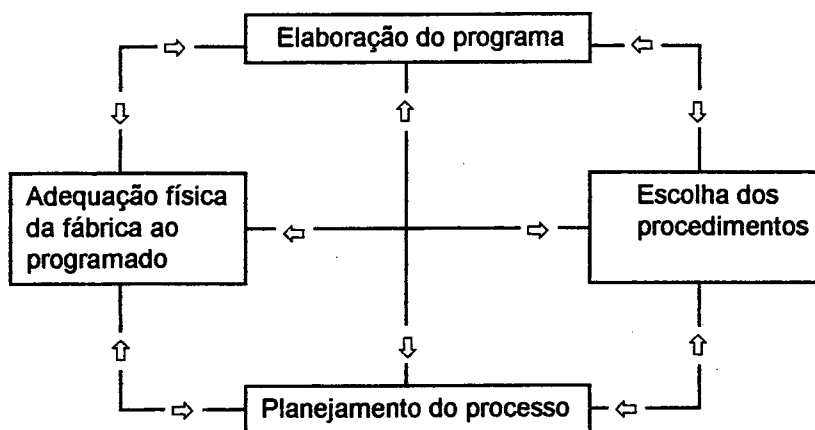 Elaboração do programa
Adequação física
da fábrica ao
programado
Escolha dos
procedimentos
Planejamento do processo